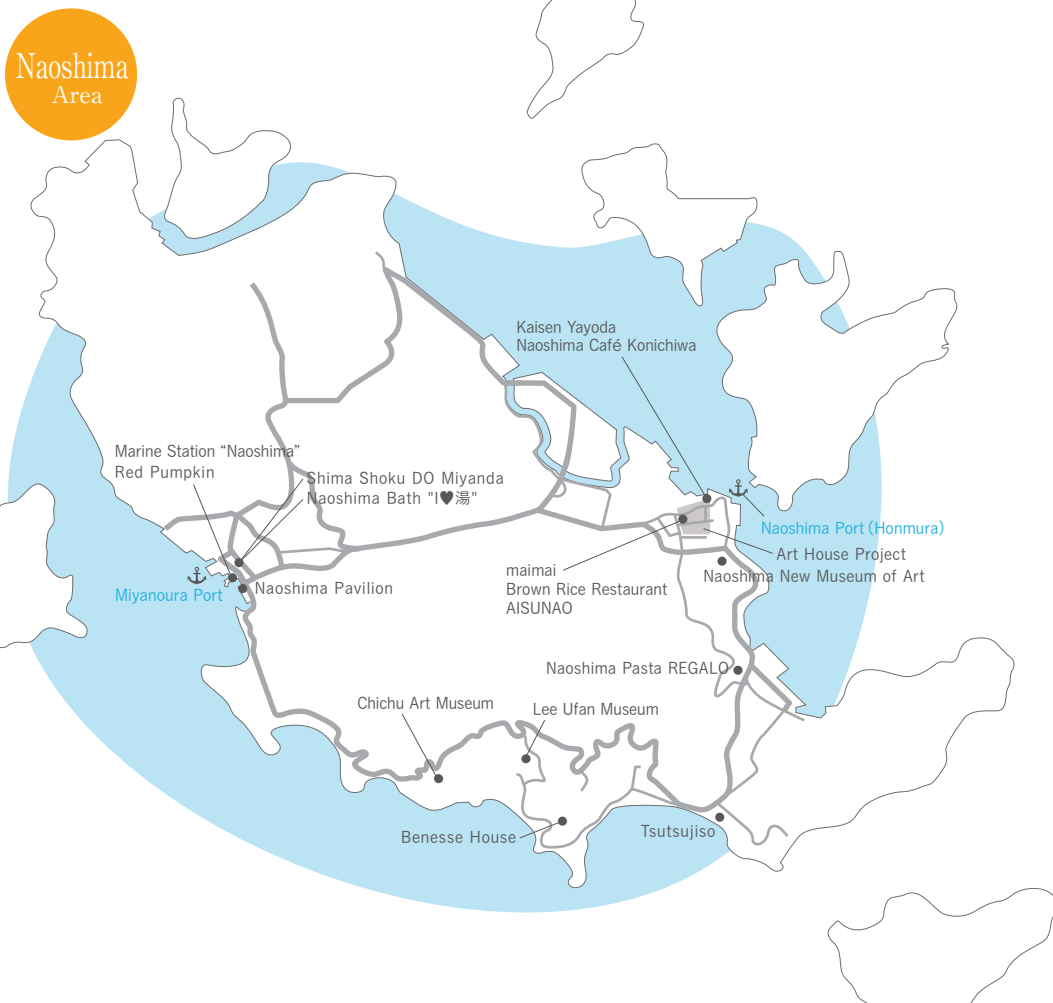 Naoshima
Area
Kaisen Yayoda
Naoshima Café Konichiwa
Marine Station “Naoshima”
Red Pumpkin
Shima Shoku DO Miyanda
Naoshima Bath "I♥湯"
Naoshima Port (Honmura)
Art House Project
Naoshima New Museum of Art
maimai
Brown Rice Restaurant
AISUNAO
Miyanoura Port
Naoshima Pavilion
Naoshima Pasta REGALO
Chichu Art Museum
Lee Ufan Museum
Benesse House
Tsutsujiso